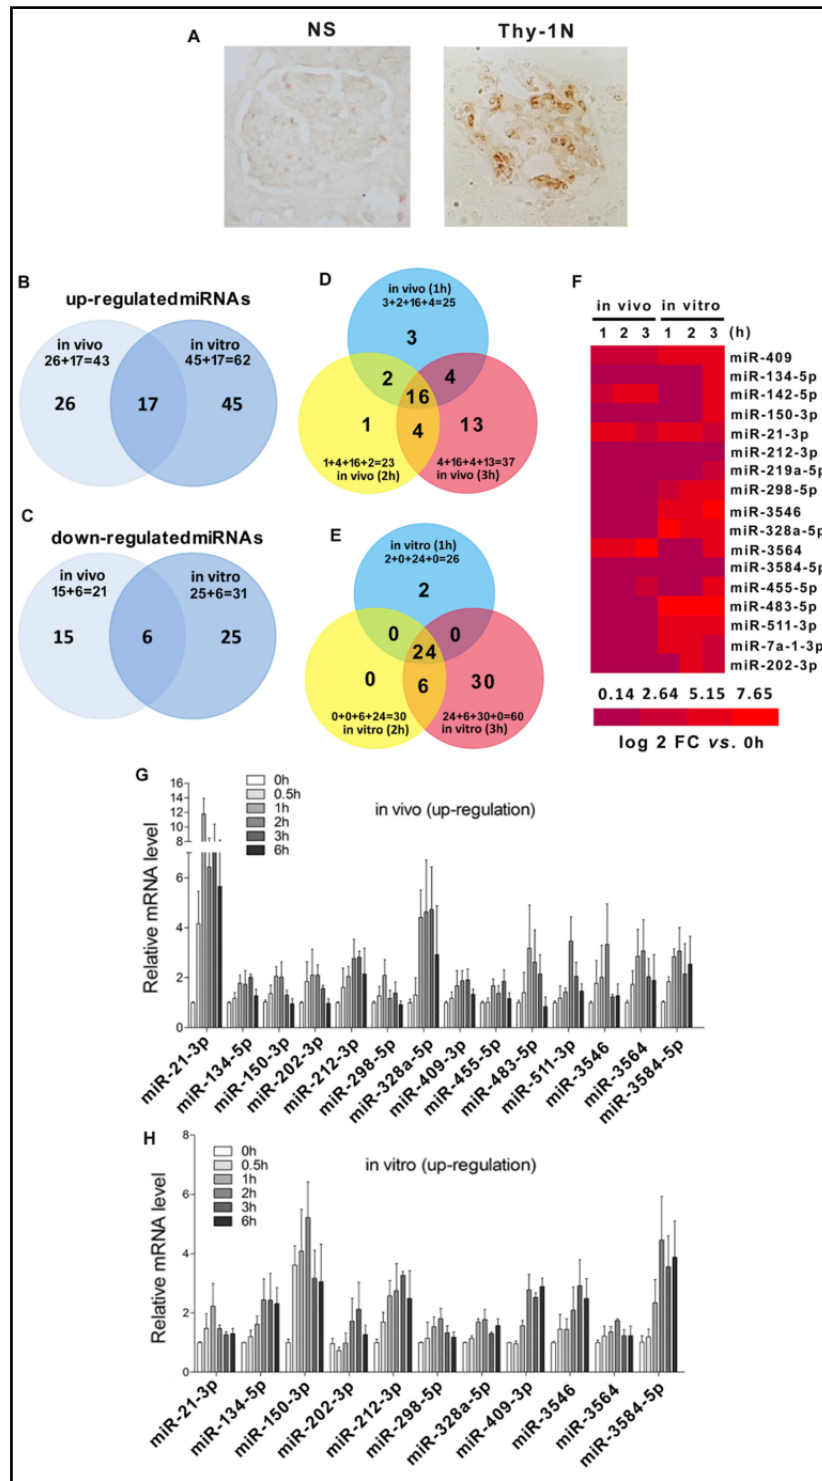 A
NS
Thy-1N
B
up-regulatedmiRNAs
in vivo
26+17=43
in vitro
45+17=62
26
17
45
C
down-regulatedmiRNAs
in vivo
15+6=21
in vitro
25+6=31
15
6
25
D
in vivo (1h)
3+2+16+4=25
3
2
4
16
1
4
13
1+4+16+2=23
in vivo (2h)
4+16+4+13=37
in vivo (3h)
E
in vitro (1h)
2+0+24+0=26
2
0
0
24
0
6
30
0+0+6+24=30
in vitro (2h)
24+6+30+0=60
in vitro (3h)
F
in vivo in vitro
1 2 3 1 2 3 (h)
miR-409
miR-134-5p
miR-142-5p
miR-150-3p
miR-21-3p
miR-212-3p
miR-219a-5p
miR-298-5p
miR-3546
miR-328a-5p
miR-3564
miR-3584-5p
miR-455-5p
miR-483-5p
miR-511-3p
miR-7a-1-3p
miR-202-3p
0.14 2.64 5.15 7.65
log 2 FC vs. 0h
G
in vivo (up-regulation)
Relative mRNA level
16
14
12
10
8
6
4
2
0
0h
0.5h
1h
2h
3h
6h
miR-21-3p
miR-134-5p
miR-150-3p
miR-202-3p
miR-212-3p
miR-298-5p
miR-328a-5p
miR-409-3p
miR-455-5p
miR-483-5p
miR-511-3p
miR-3546
miR-3564
miR-3584-5p
H
in vitro (up-regulation)
Relative mRNA level
8
6
4
2
0
0h
0.5h
1h
2h
3h
6h
miR-21-3p
miR-134-5p
miR-150-3p
miR-202-3p
miR-212-3p
miR-298-5p
miR-328a-5p
miR-409-3p
miR-3546
miR-3564
miR-3584-5p